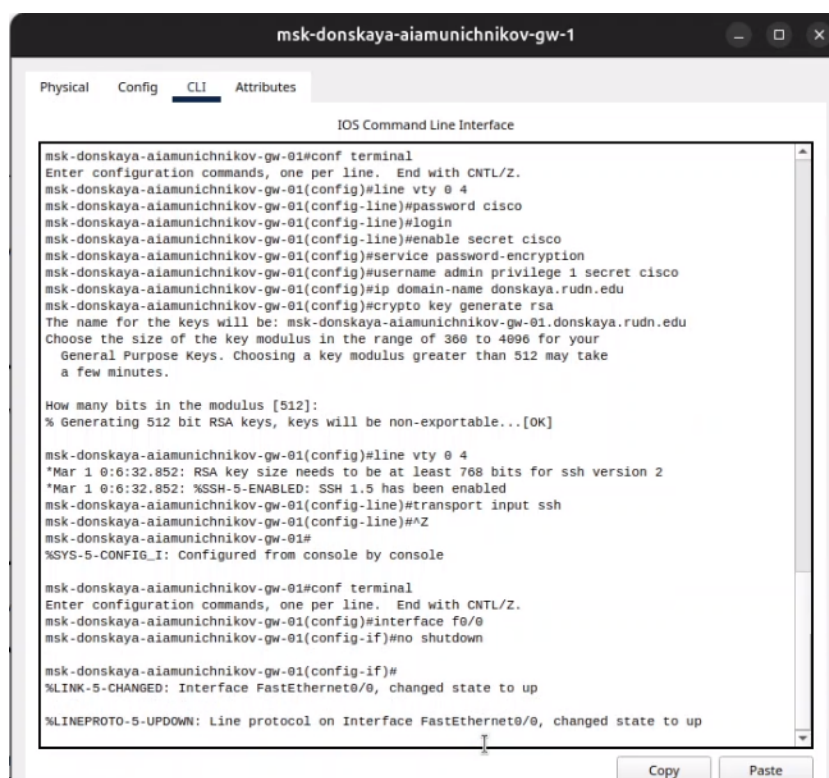 msk-donskaya-aiamunichnikov-gw-1
Physical Config CLI Attributes
IOS Command Line Interface
msk-donskaya-aiamunichnikov-gw-01#conf terminal
Enter configuration commands, one per line.  End with CNTL/Z.
msk-donskaya-aiamunichnikov-gw-01(config)#line vty 0 4
msk-donskaya-aiamunichnikov-gw-01(config-line)#password cisco
msk-donskaya-aiamunichnikov-gw-01(config-line)#login
msk-donskaya-aiamunichnikov-gw-01(config-line)#enable secret cisco
msk-donskaya-aiamunichnikov-gw-01(config)#service password-encryption
msk-donskaya-aiamunichnikov-gw-01(config)#username admin privilege 1 secret cisco
msk-donskaya-aiamunichnikov-gw-01(config)#ip domain-name donskaya.rudn.edu
msk-donskaya-aiamunichnikov-gw-01(config)#crypto key generate rsa
The name for the keys will be: msk-donskaya-aiamunichnikov-gw-01.donskaya.rudn.edu
Choose the size of the key modulus in the range of 360 to 4096 for your
General Purpose Keys. Choosing a key modulus greater than 512 may take
a few minutes.
How many bits in the modulus [512]:
% Generating 512 bit RSA keys, keys will be non-exportable...[OK]
msk-donskaya-aiamunichnikov-gw-01(config)#line vty 0 4
*Mar 1 0:6:32.852: RSA key size needs to be at least 768 bits for ssh version 2
*Mar 1 0:6:32.852: %SSH-5-ENABLED: SSH 1.5 has been enabled
msk-donskaya-aiamunichnikov-gw-01(config-line)#transport input ssh
msk-donskaya-aiamunichnikov-gw-01(config-line)#^Z
msk-donskaya-aiamunichnikov-gw-01#
%SYS-5-CONFIG_I: Configured from console by console
msk-donskaya-aiamunichnikov-gw-01#conf terminal
Enter configuration commands, one per line.  End with CNTL/Z.
msk-donskaya-aiamunichnikov-gw-01(config)#interface f0/0
msk-donskaya-aiamunichnikov-gw-01(config-if)#no shutdown
msk-donskaya-aiamunichnikov-gw-01(config-if)#
%LINK-5-CHANGED: Interface FastEthernet0/0, changed state to up
%LINEPROTO-5-UPDOWN: Line protocol on Interface FastEthernet0/0, changed state to up
Copy Paste